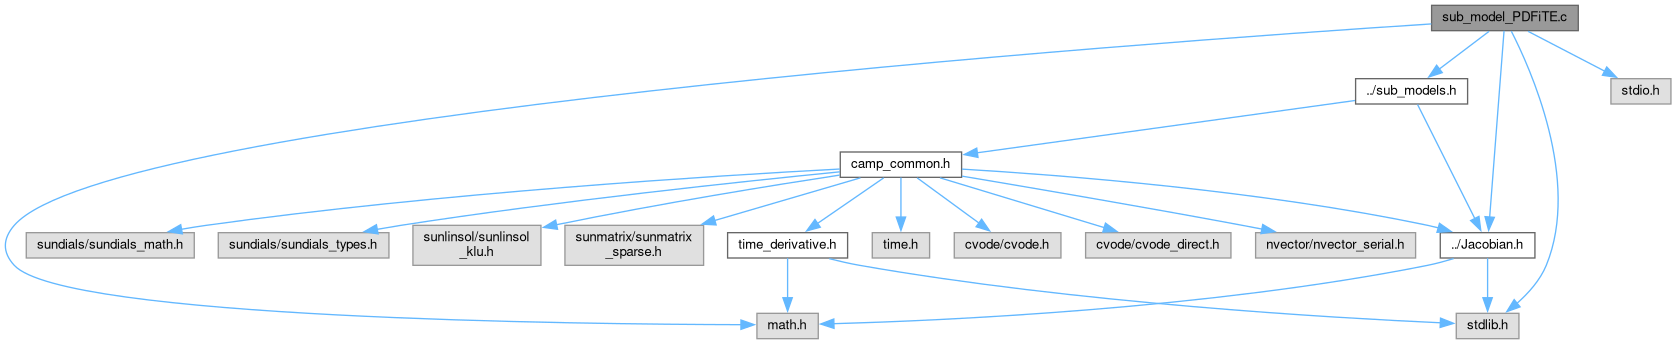 sub_model_PDFiTE.c
../sub_models.h
stdio.h
camp_common.h
sundials/sundials_math.h
sundials/sundials_types.h
sunlinsol/sunlinsol
_klu.h
sunmatrix/sunmatrix
_sparse.h
time_derivative.h
time.h
cvode/cvode.h
cvode/cvode_direct.h
nvector/nvector_serial.h
../Jacobian.h
math.h
stdlib.h